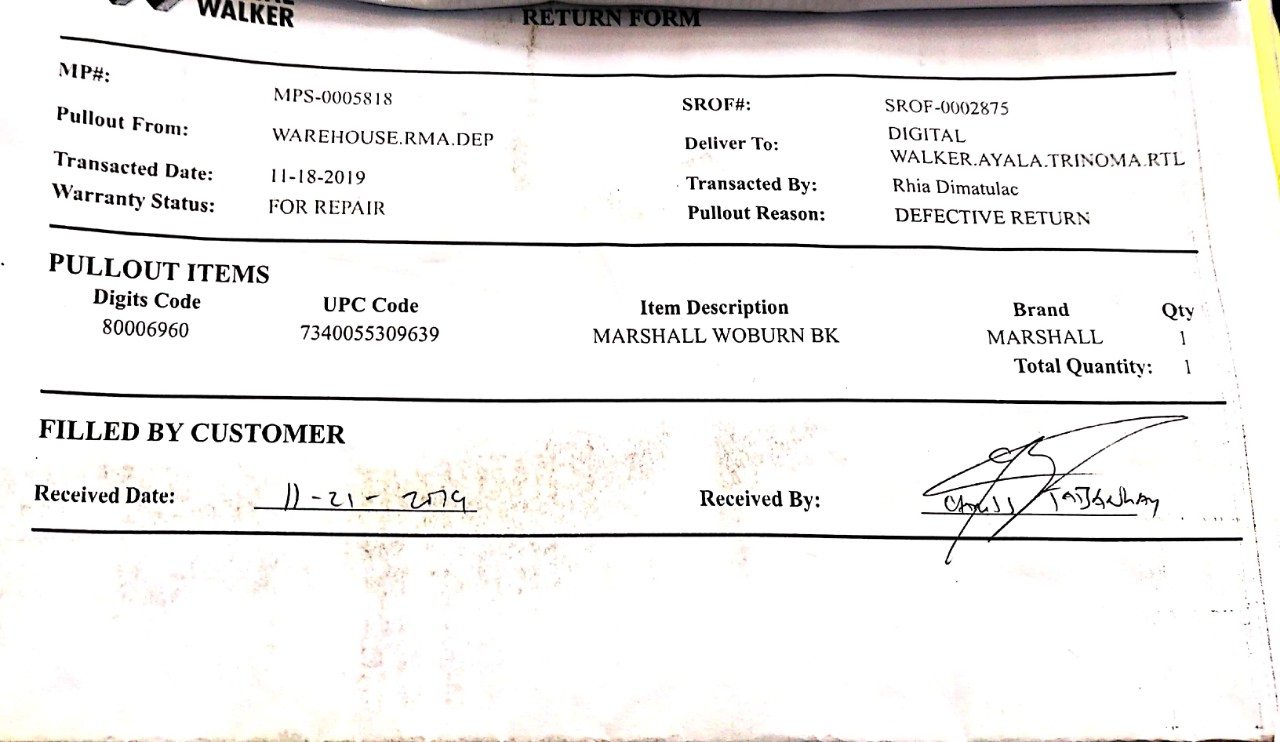 WALKER
RETURN FORM
MP#: MPS-0005818 SROF#: SROF-0002875
Pullout From: WAREHOUSE.RMA.DEP Deliver To: DIGITAL
WALKER.AYALA.TRINOMA.RTL
Transacted Date: 11-18-2019 Transacted By: Rhia Dimatulac
Warranty Status: FOR REPAIR Pullout Reason: DEFECTIVE RETURN
PULLOUT ITEMS
Digits Code UPC Code Item Description Brand Qty
80006960 7340055309639 MARSHALL WOBURN BK MARSHALL 1
Total Quantity: 1
FILLED BY CUSTOMER
Received Date: 11-21-2019 Received By: